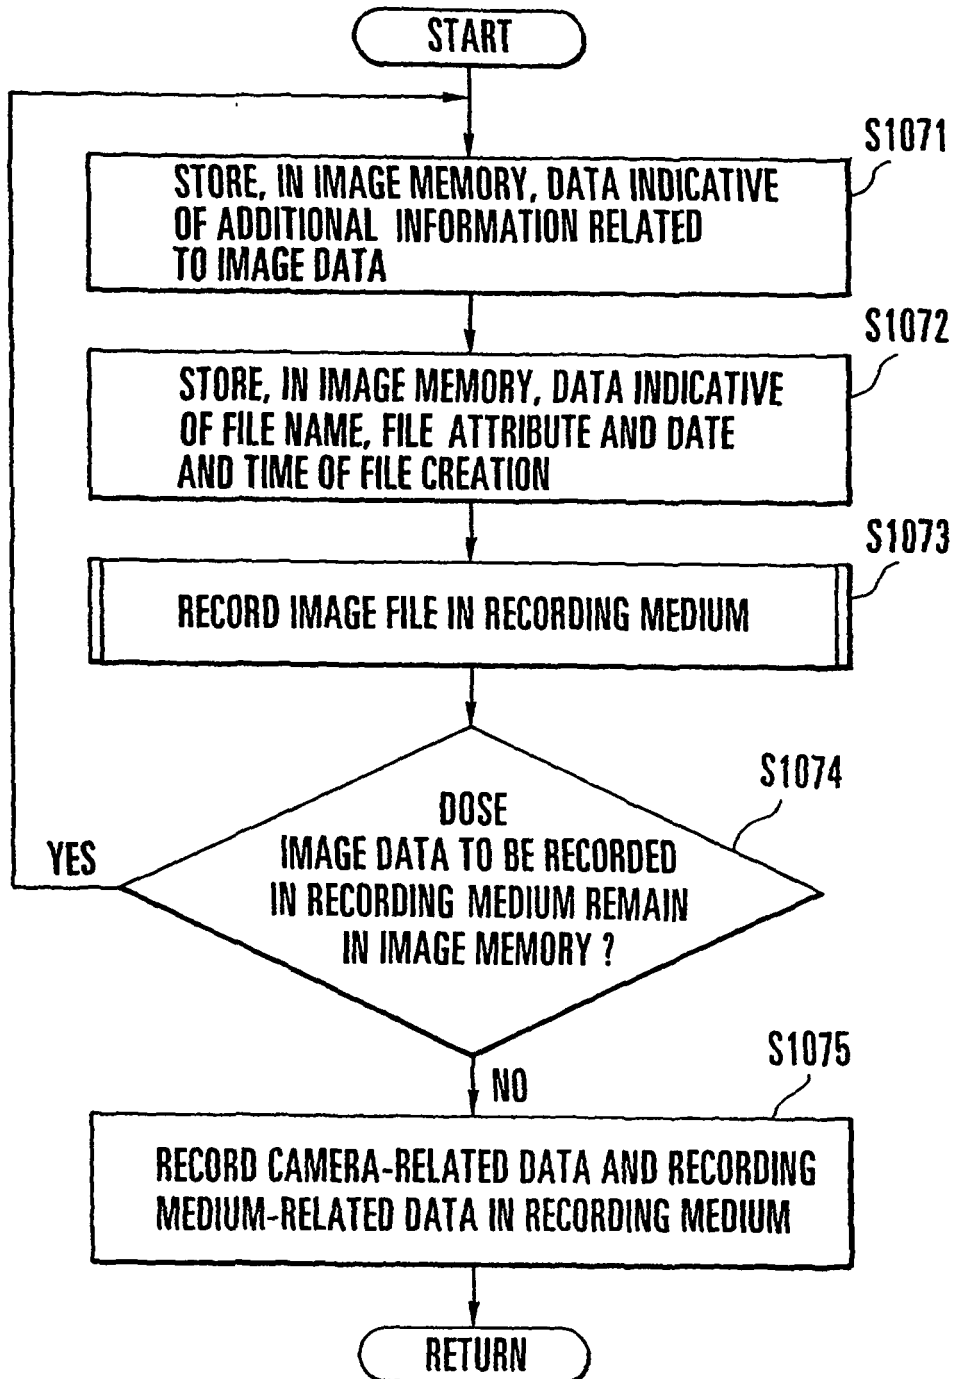 START
S1071
STORE, IN IMAGE MEMORY, DATA INDICATIVE
OF ADDITIONAL INFORMATION RELATED
TO IMAGE DATA
S1072
STORE, IN IMAGE MEMORY, DATA INDICATIVE
OF FILE NAME, FILE ATTRIBUTE AND DATE
AND TIME OF FILE CREATION
S1073
RECORD IMAGE FILE IN RECORDING MEDIUM
S1074
DOSE
IMAGE DATA TO BE RECORDED
IN RECORDING MEDIUM REMAIN
IN IMAGE MEMORY ?
YES
NO
S1075
RECORD CAMERA-RELATED DATA AND RECORDING
MEDIUM-RELATED DATA IN RECORDING MEDIUM
RETURN